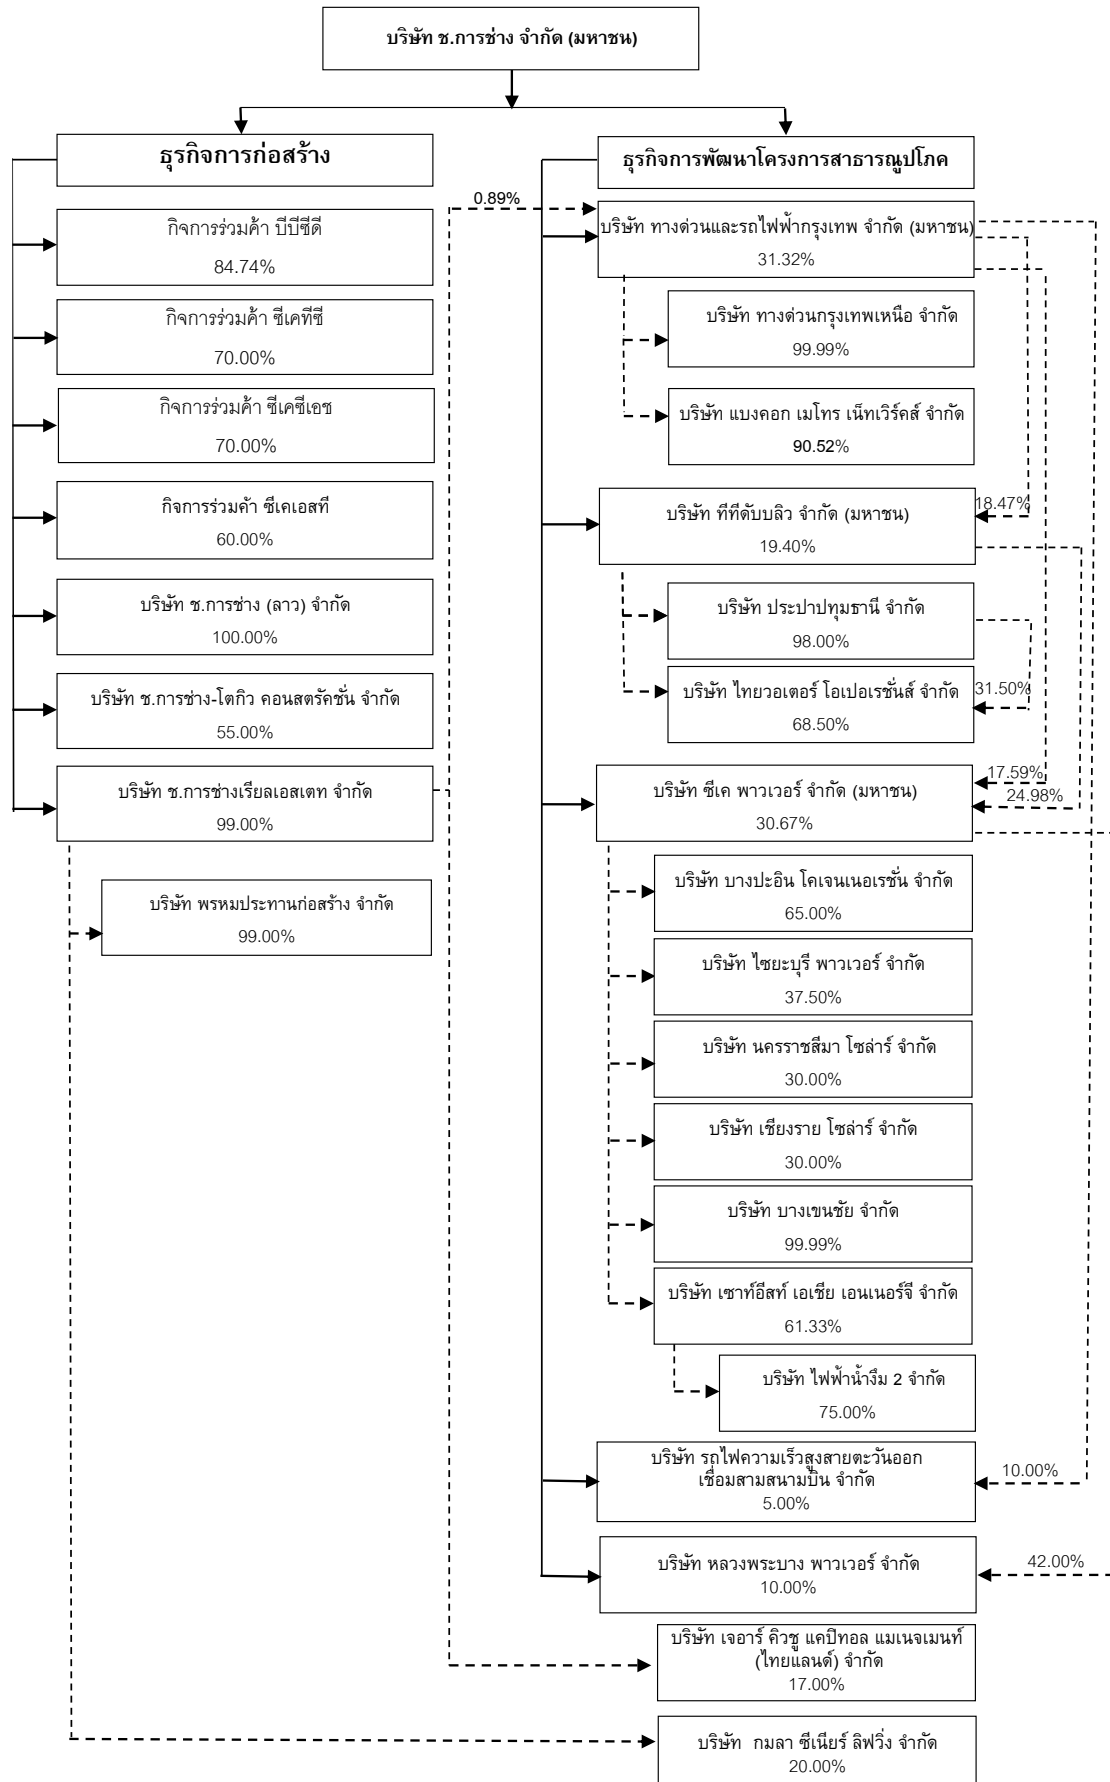 บริษัท ช.การช่าง จำกัด (มหาชน)
ธุรกิจการก่อสร้าง
กิจการร่วมค้า บีบีซีดี
84.74%
กิจการร่วมค้า ซีเคทีซี
70.00%
กิจการร่วมค้า ซีเคซีเอช
70.00%
กิจการร่วมค้า ซีเคเอสที
60.00%
บริษัท ช.การช่าง (ลาว) จำกัด
100.00%
บริษัท ช.การช่าง-โตกิว คอนสตรัคชั่น จำกัด
55.00%
บริษัท ช.การช่างเรียลเอสเตท จำกัด
99.00%
บริษัท พรหมประทานก่อสร้าง จำกัด
99.00%
ธุรกิจการพัฒนาโครงการสาธารณูปโภค
0.89%
บริษัท ทางด่วนและรถไฟฟ้ากรุงเทพ จำกัด (มหาชน)
31.32%
บริษัท ทางด่วนกรุงเทพเหนือ จำกัด
99.99%
บริษัท แบงคอก เมโทร เน็ทเวิร์คส์ จำกัด
90.52%
บริษัท ทีทีดับบลิว จำกัด (มหาชน)
19.40%
18.47%
บริษัท ประปาปทุมธานี จำกัด
98.00%
บริษัท ไทยวอเตอร์ โอเปอเรชั่นส์ จำกัด
68.50%
31.50%
บริษัท ซีเค พาวเวอร์ จำกัด (มหาชน)
30.67%
17.59%
24.98%
บริษัท บางปะอิน โคเจนเนอเรชั่น จำกัด
65.00%
บริษัท ไซยะบุรี พาวเวอร์ จำกัด
37.50%
บริษัท นครราชสีมา โซล่าร์ จำกัด
30.00%
บริษัท เชียงราย โซล่าร์ จำกัด
30.00%
บริษัท บางเขนชัย จำกัด
99.99%
บริษัท เซาท์อีสท์ เอเชีย เอนเนอร์จี จำกัด
61.33%
บริษัท ไฟฟ้าน้ำงึม 2 จำกัด
75.00%
บริษัท รถไฟความเร็วสูงสายตะวันออก
เชื่อมสามสนามบิน จำกัด
5.00%
10.00%
บริษัท หลวงพระบาง พาวเวอร์ จำกัด
10.00%
42.00%
บริษัท เจอาร์ คิวชู แคปิทอล แมเนจเมนท์
(ไทยแลนด์) จำกัด
17.00%
บริษัท กมลา ซีเนียร์ ลิฟวิ่ง จำกัด
20.00%